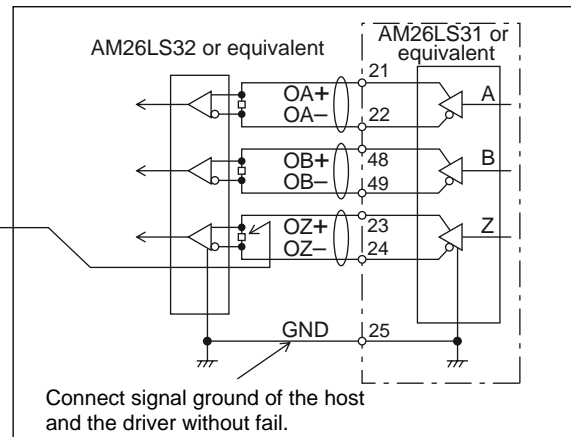 AM26LS32 or equivalent
AM26LS31 or
equivalent
21
OA+
OA−
22
A
48
OB+
OB−
49
B
23
OZ+
OZ−
24
Z
GND
25
Connect signal ground of the host
and the driver without fail.